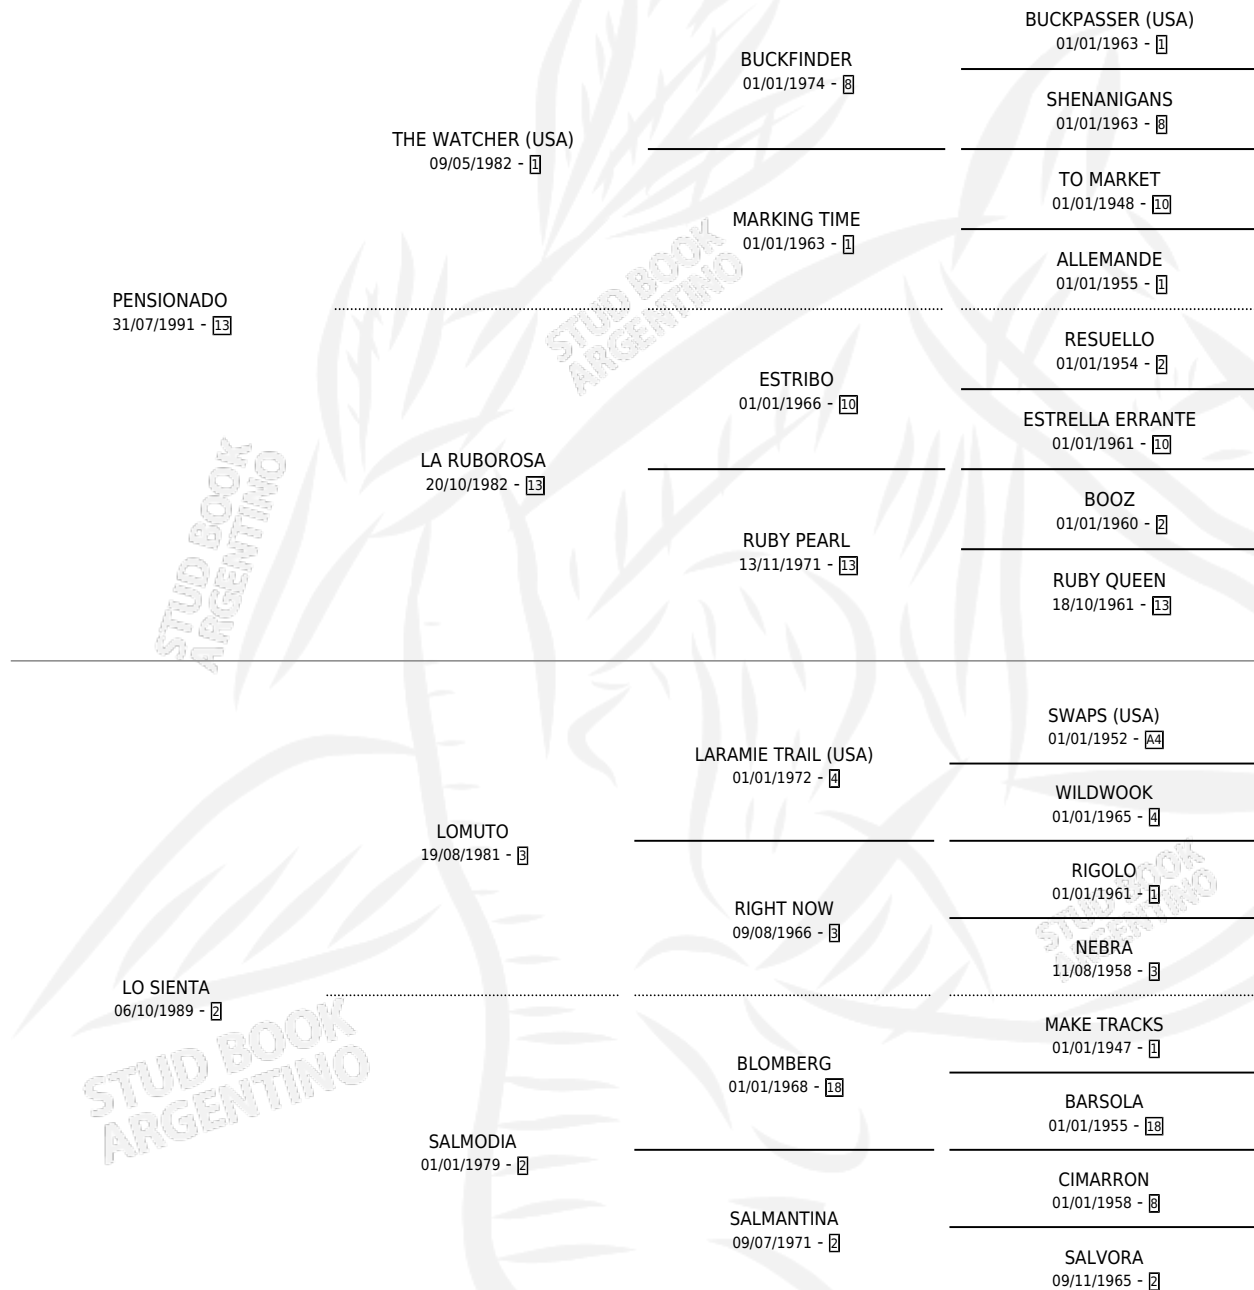 BUCKPASSER (USA)
01/01/1963 - 1
BUCKFINDER
01/01/1974 - 8
SHENANIGANS
01/01/1963 - 8
THE WATCHER (USA)
09/05/1982 - 1
TO MARKET
01/01/1948 - 10
MARKING TIME
01/01/1963 - 1
ALLEMANDE
01/01/1955 - 1
PENSIONADO
31/07/1991 - 13
RESUELLO
01/01/1954 - 2
ESTRIBO
01/01/1966 - 10
ESTRELLA ERRANTE
01/01/1961 - 10
LA RUBOROSA
20/10/1982 - 13
BOOZ
01/01/1960 - 2
RUBY PEARL
13/11/1971 - 13
RUBY QUEEN
18/10/1961 - 13
SWAPS (USA)
01/01/1952 - A4
LARAMIE TRAIL (USA)
01/01/1972 - 4
WILDWOOK
01/01/1965 - 4
LOMUTO
19/08/1981 - 3
RIGOLO
01/01/1961 - 1
RIGHT NOW
09/08/1966 - 3
NEBRA
11/08/1958 - 3
LO SIENTA
06/10/1989 - 2
MAKE TRACKS
01/01/1947 - 1
BLOMBERG
01/01/1968 - 18
BARSOLA
01/01/1955 - 18
SALMODIA
01/01/1979 - 2
CIMARRON
01/01/1958 - 8
SALMANTINA
09/07/1971 - 2
SALVORA
09/11/1965 - 2
STUD BOOK
ARGENTINO
STUD BOOK
ARGENTINO
STUD BOOK
ARGENTINO
STUD BOOK
ARGENTINO